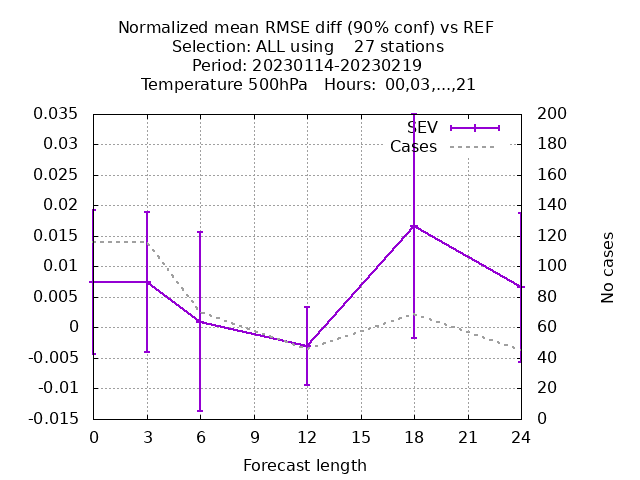 Normalized mean RMSE diff (90% conf) vs REF
Selection: ALL using 27 stations
Period: 20230114-20230219
Temperature 500hPa Hours: 00,03,...,21
0.035
0.03
0.025
0.02
0.015
0.01
0.005
0
-0.005
-0.01
-0.015
SEV
Cases
200
180
160
140
120
100
80
60
40
20
0
No cases
0 3 6 9 12 15 18 21 24
Forecast length